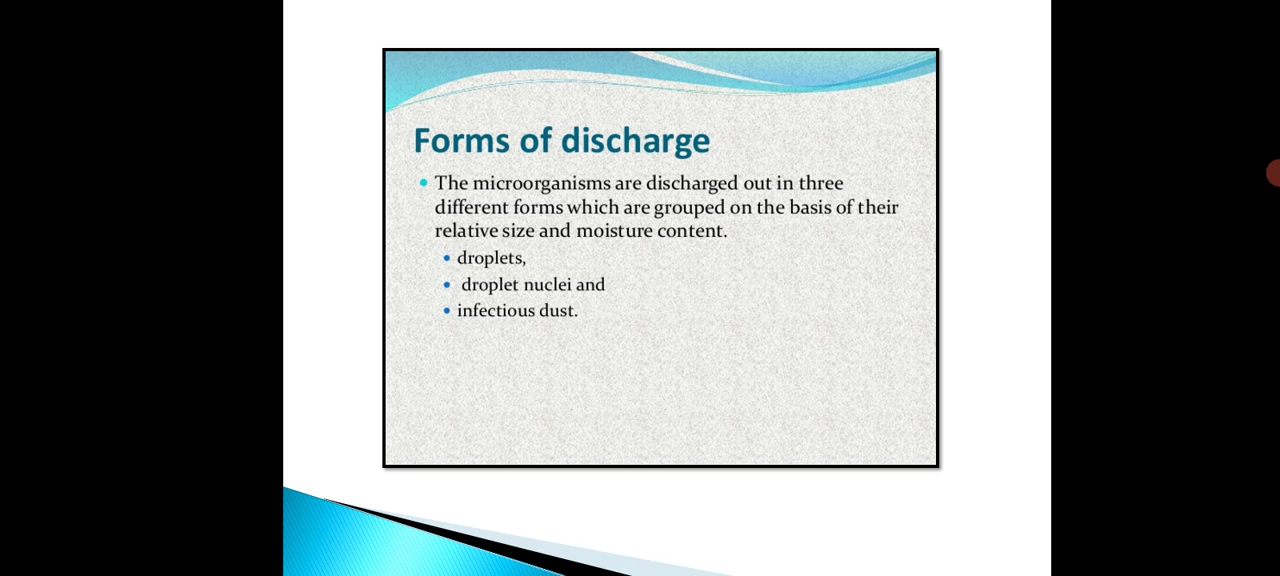 Forms of discharge
The microorganisms are discharged out in three
different forms which are grouped on the basis of their
relative size and moisture content.
droplets,
droplet nuclei and
infectious dust.